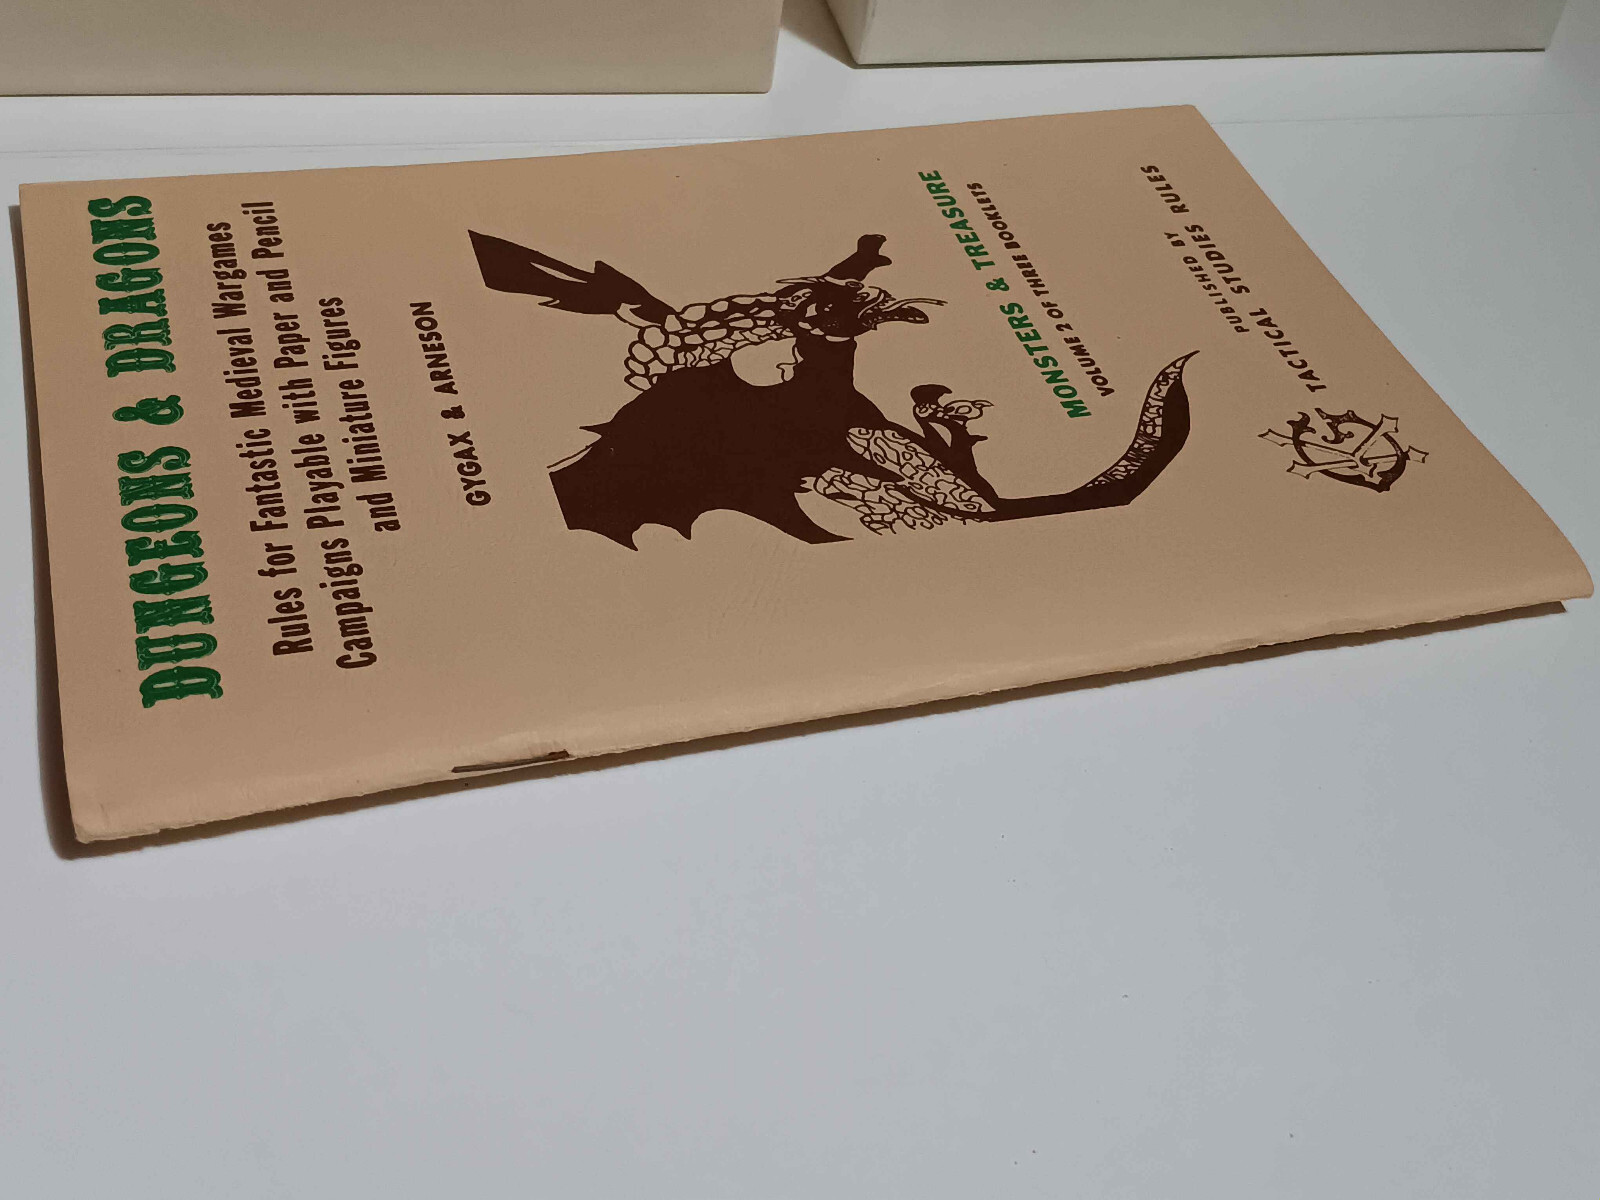 DUNGEONS & DRAGONS
Rules for Fantastic Medieval Wargames
Campaigns Playable with Paper and Pencil
and Miniature Figures
GYGAX & ARNESON
MONSTERS & TREASURE
VOLUME 2 OF THREE BOOKLETS
PUBLISHED BY
TACTICAL STUDIES RULES